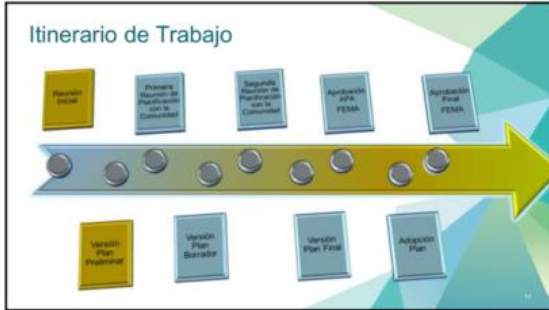 Itinerario de Trabajo
Reunión
Inicial
Primera
Reunión de
Planificación
con la
Comunidad
Segunda
Reunión de
Planificación
con la
Comunidad
Aprobación
APA
FEMA
Aprobación
Final
FEMA
Versión
Plan
Preliminar
Versión
Plan
Borrador
Versión
Plan Final
Adopción
Plan